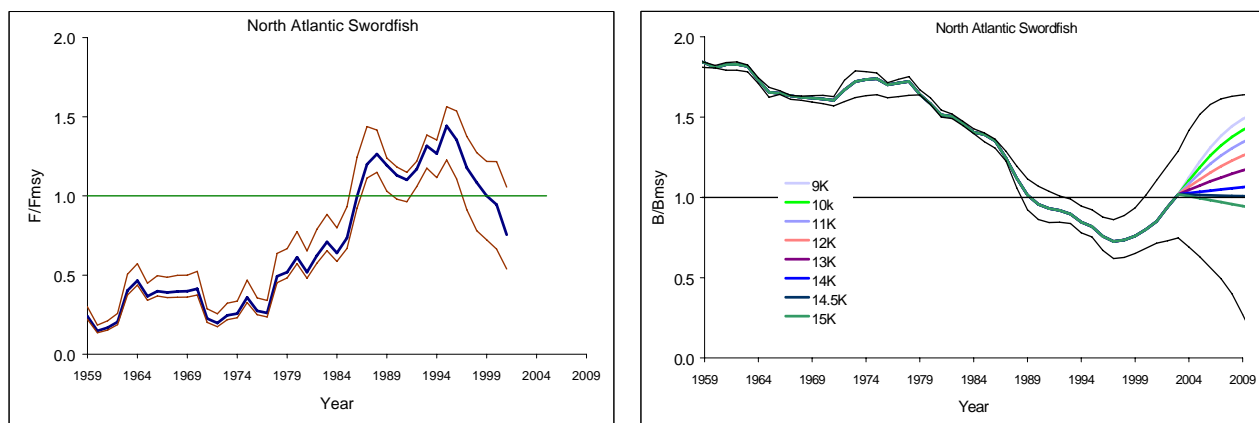 North Atlantic Swordfish
2.0
1.5
1.0
0.5
0.0
F/Fmsy
1959 1964 1969 1974 1979 1984 1989 1994 1999 2004 2009
Year
North Atlantic Swordfish
2.0
1.5
1.0
0.5
0.0
B/Bmsy
9K
10k
11K
12K
13K
14K
14.5K
15K
1959 1964 1969 1974 1979 1984 1989 1994 1999 2004 2009
Year